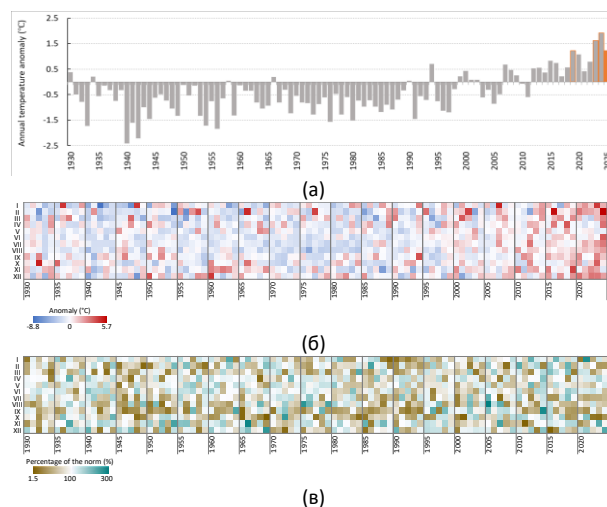 Annual temperature anomaly (°C)
2.5
1.5
0.5
-0.5
-1.5
-2.5
1930 1935 1940 1945 1950 1955 1960 1965 1970 1975 1980 1985 1990 1995 2000 2005 2010 2015 2020
(а)
I
II
III
IV
V
VI
VII
VIII
IX
X
XI
XII
1930 1935 1940 1945 1950 1955 1960 1965 1970 1975 1980 1985 1990 1995 2000 2005 2010 2015 2020
Anomaly (°C)
-8.8 0 5.7
(б)
I
II
III
IV
V
VI
VII
VIII
IX
X
XI
XII
1930 1935 1940 1945 1950 1955 1960 1965 1970 1975 1980 1985 1990 1995 2000 2005 2010 2015 2020
Percentage of the norm (%)
1.5 100 300
(в)